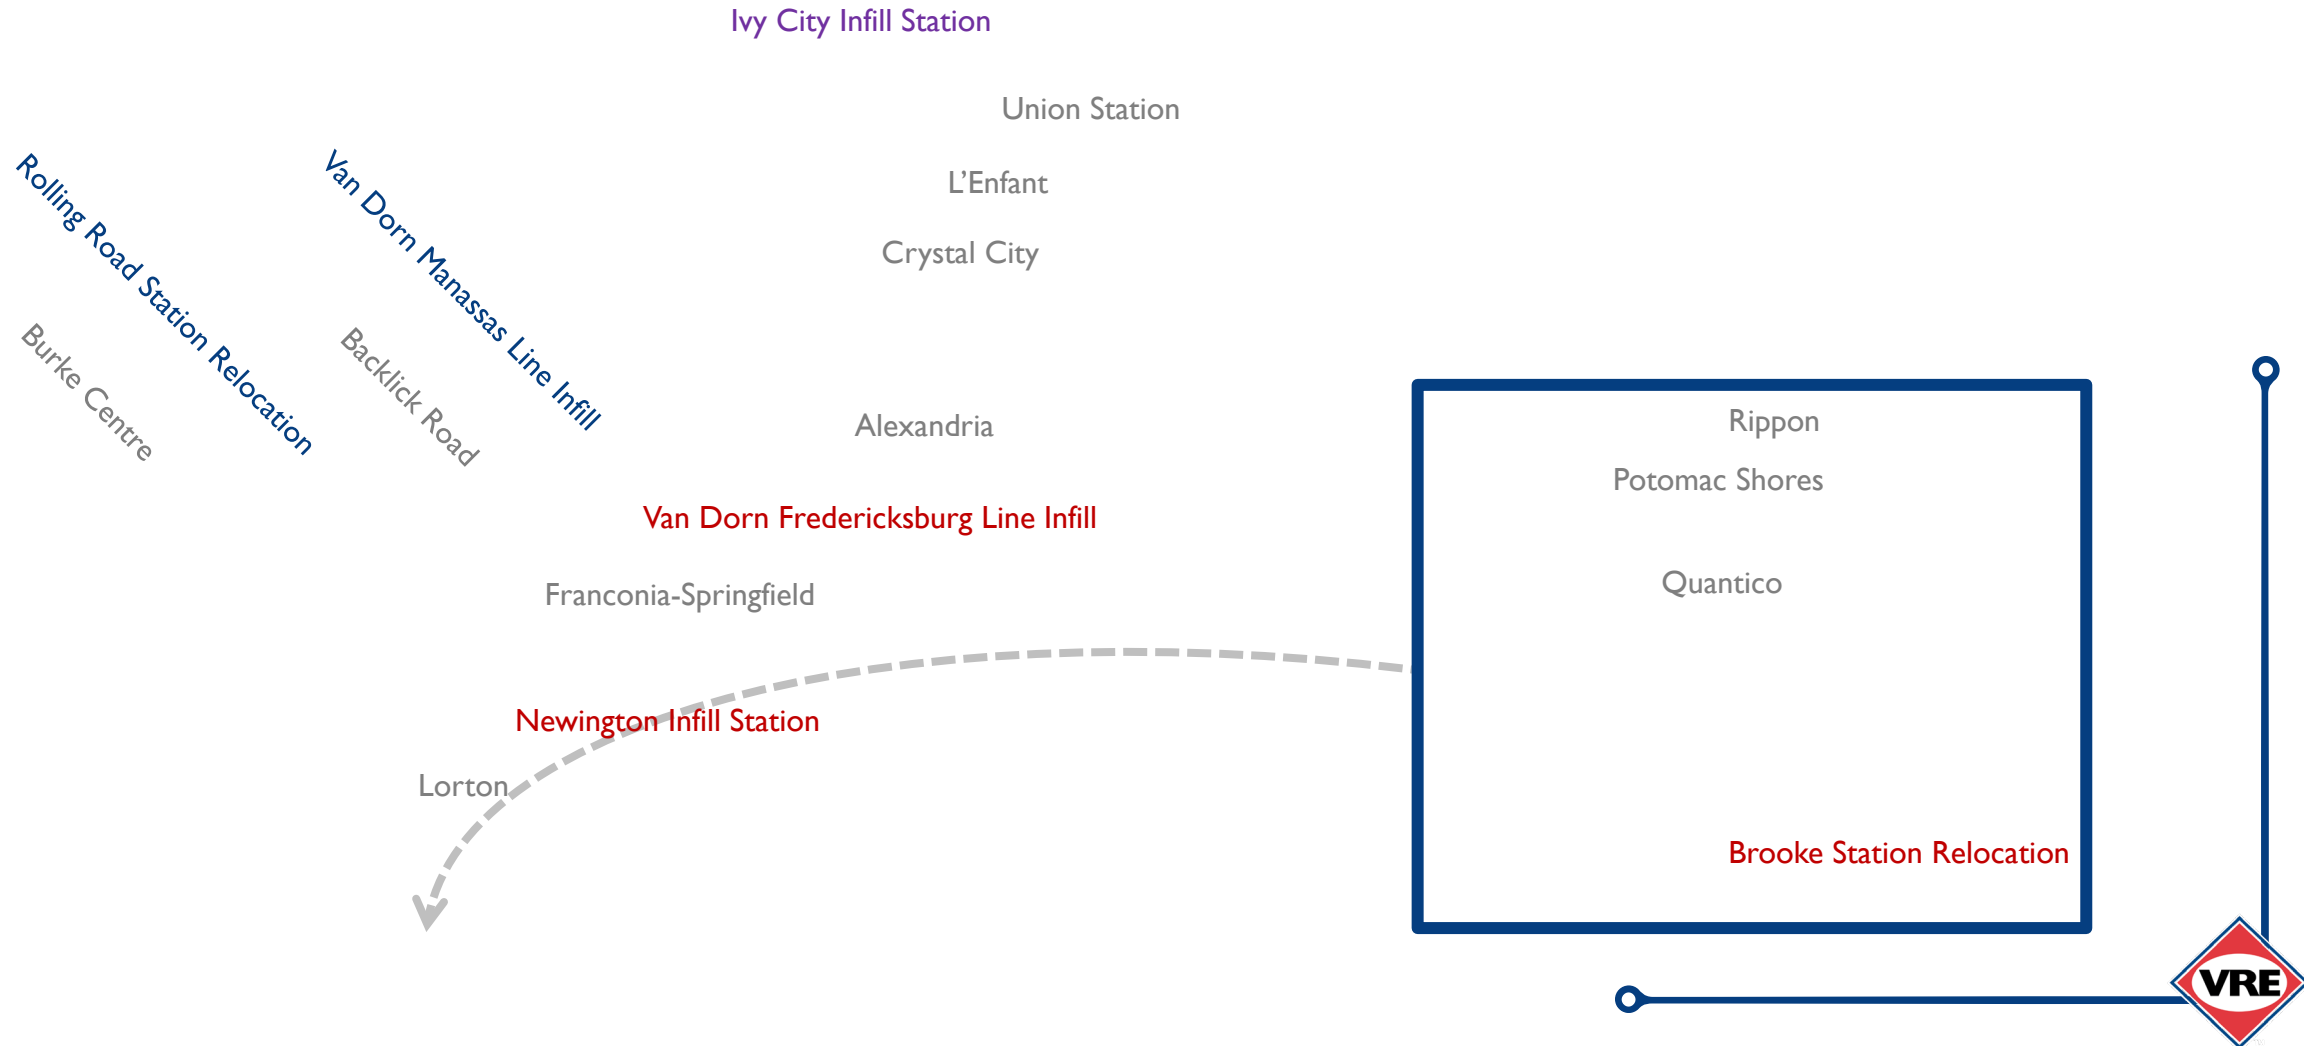 Ivy City Infill Station
Union Station
L’Enfant
Crystal City
Rolling Road Station Relocation
Van Dorn Manassas Line Infill
Burke Centre
Backlick Road
Alexandria
Van Dorn Fredericksburg Line Infill
Franconia-Springfield
Newington Infill Station
Lorton
Rippon
Potomac Shores
Quantico
Brooke Station Relocation
VRE